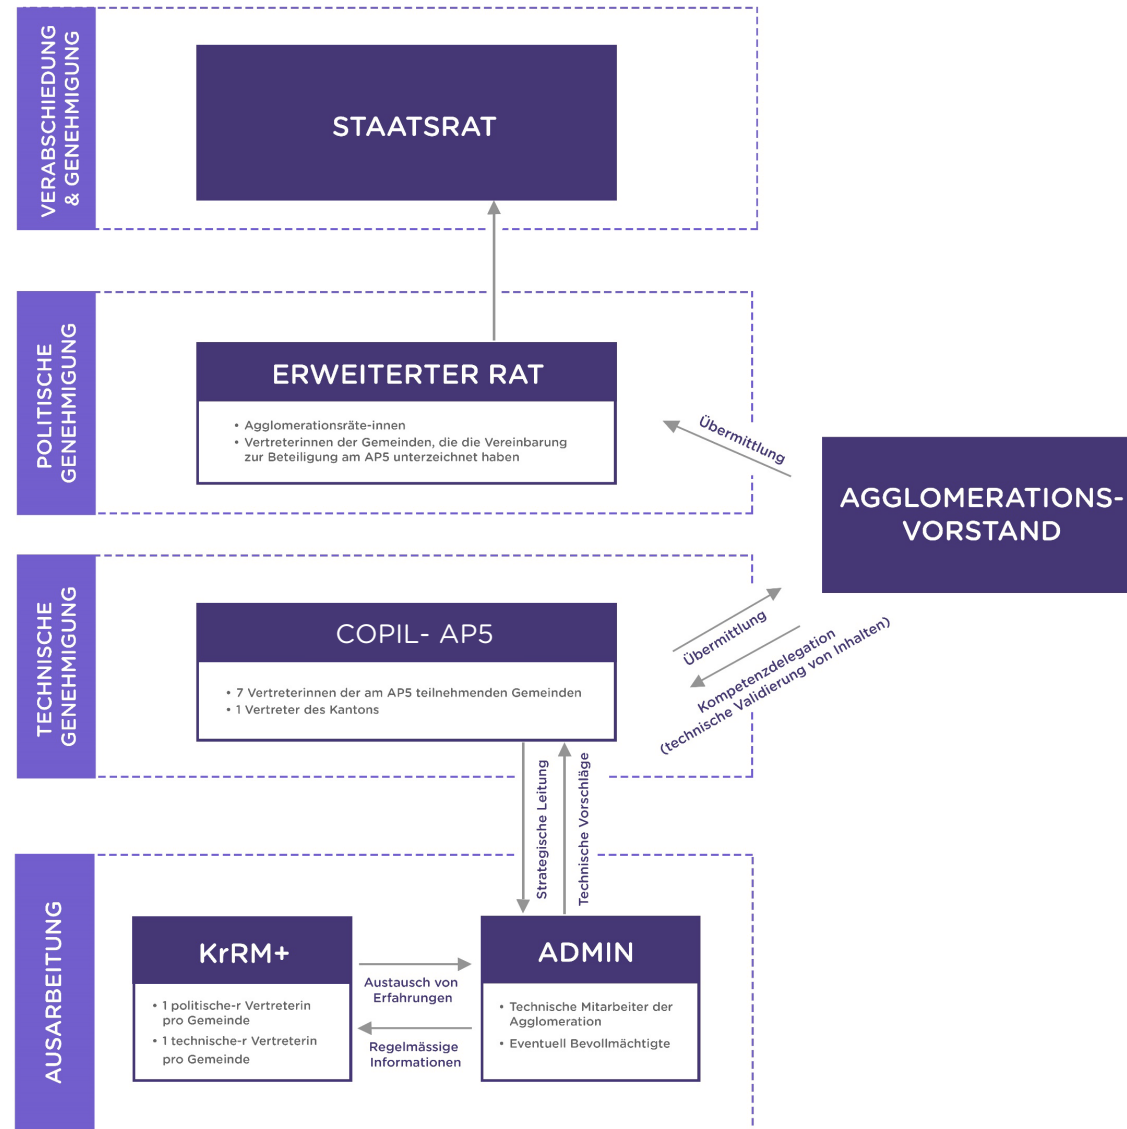 VERABSCHIEDUNG
& GENEHMIGUNG
STAATSRAT
POLITISCHE
GENEHMIGUNG
ERWEITERTER RAT
• Agglomerationsräte-innen
• Vertreterinnen der Gemeinden, die die Vereinbarung
zur Beteiligung am AP5 unterzeichnet haben
Übermittlung
AGGLOMERATIONS-
VORSTAND
TECHNISCHE
GENEHMIGUNG
COPIL- AP5
• 7 Vertreterinnen der am AP5 teilnehmenden Gemeinden
• 1 Vertreter des Kantons
Übermittlung
Kompetenzdelegation
(technische Validierung von Inhalten)
Strategische Leitung
Technische Vorschläge
AUSARBEITUNG
KrRM+
• 1 politische-r Vertreterin
pro Gemeinde
• 1 technische-r Vertreterin
pro Gemeinde
Austausch von
Erfahrungen
Regelmässige
Informationen
ADMIN
• Technische Mitarbeiter der
Agglomeration
• Eventuell Bevollmächtigte